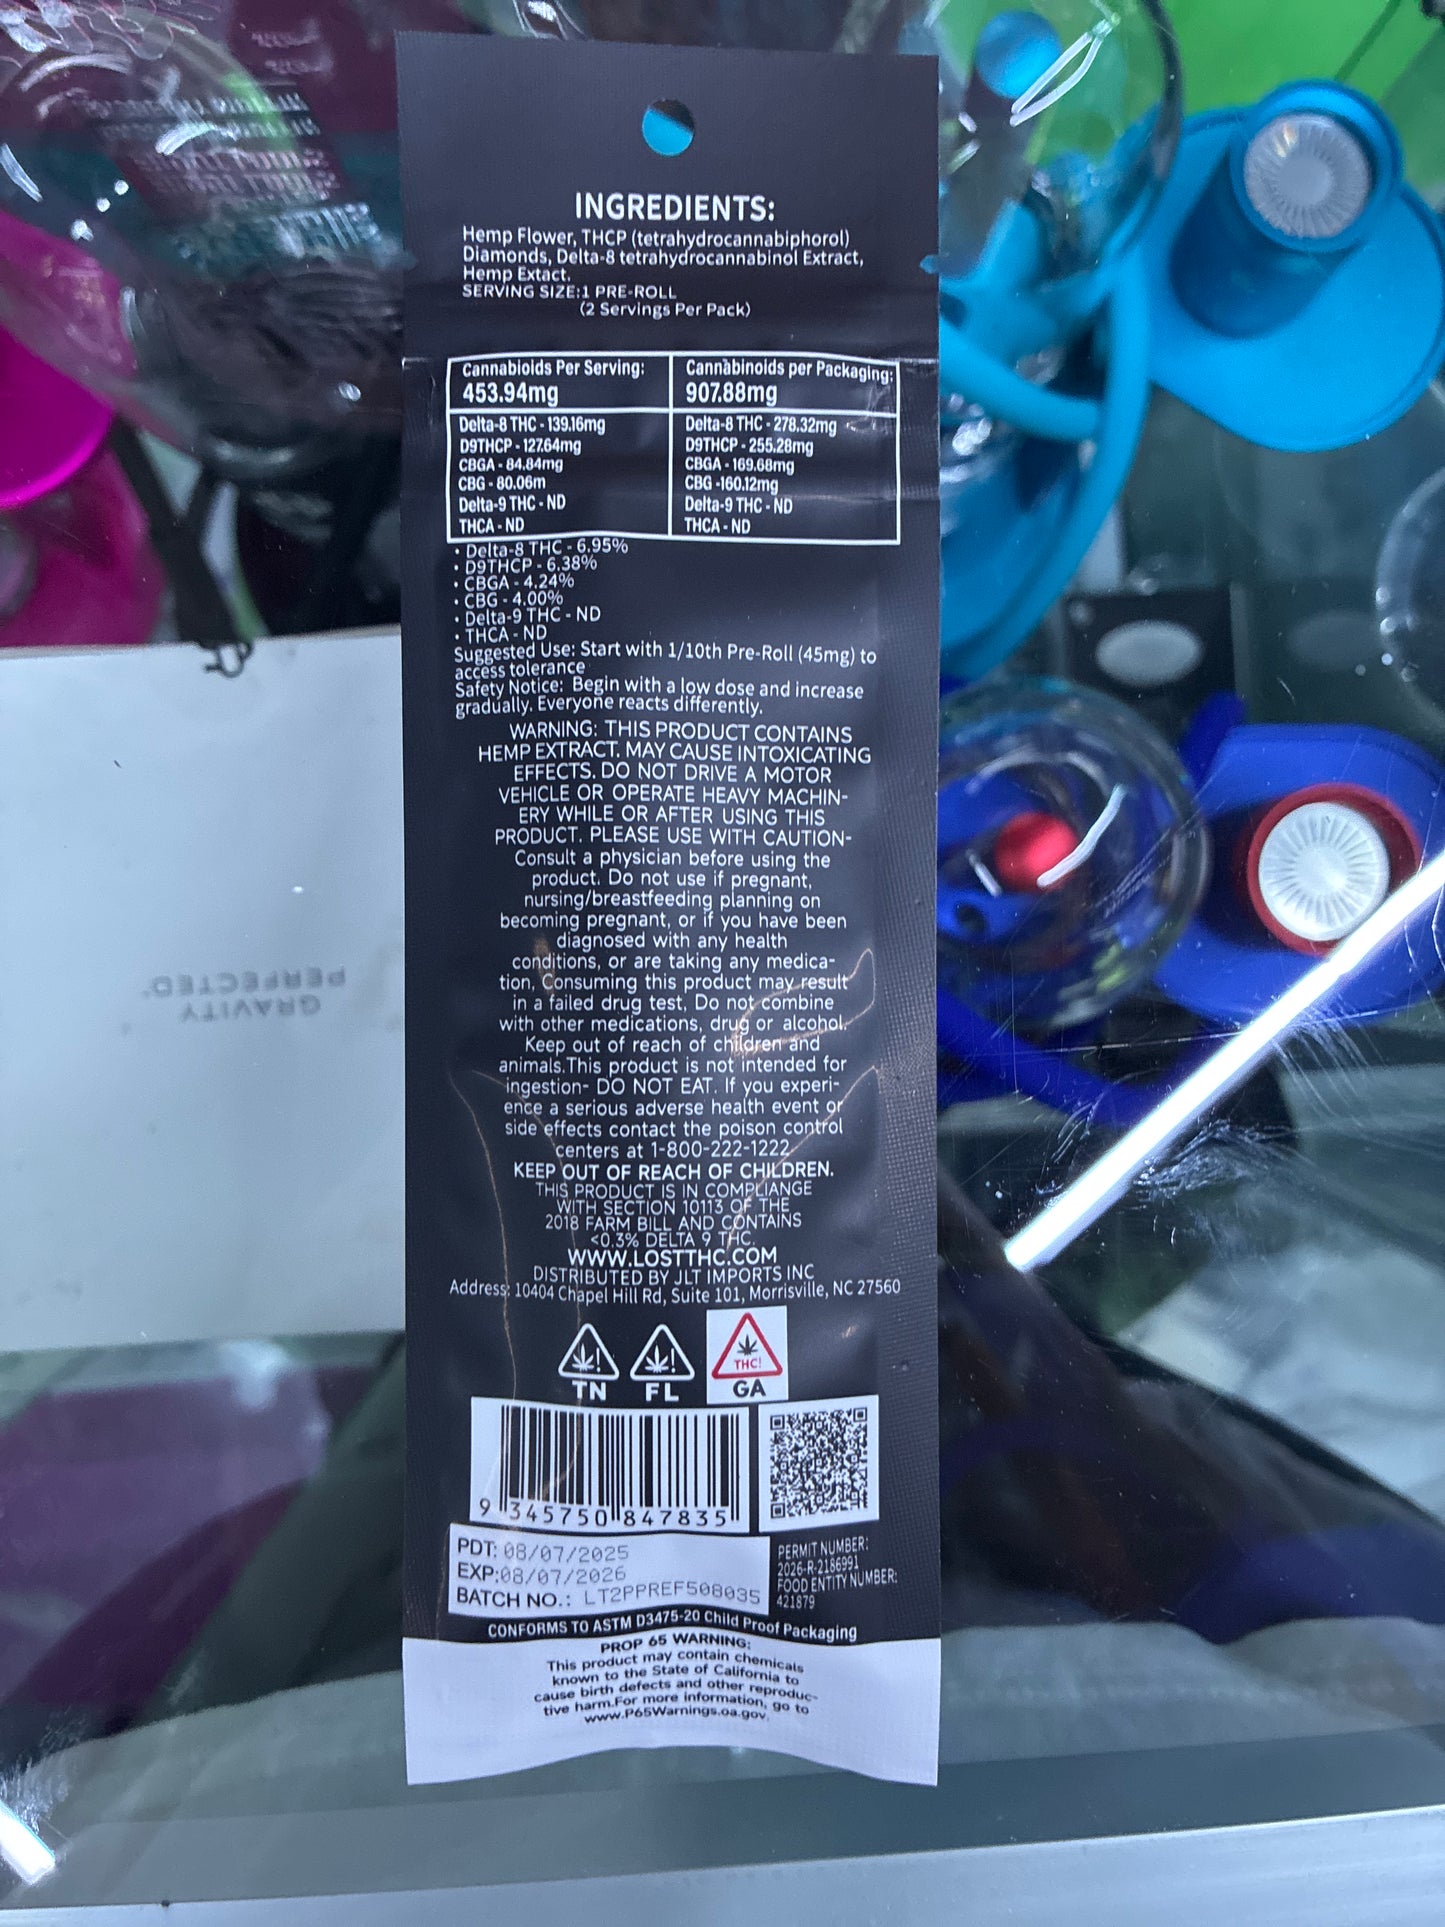 INGREDIENTS:
Hemp Flower, THCP (tetrahydrocannabiphorol)
Diamonds, Delta-8 tetrahydrocannabinol Extract,
Hemp Extact.
SERVING SIZE:1 PRE-ROLL
(2 Servings Per Pack)
Cannabioids Per Serving:
453.94mg
Delta-8 THC - 139.16mg
D9THCP - 127.64mg
CBGA - 84.84mg
CBG - 80.06m
Delta-9 THC - ND
THCA - ND
Cannabinoids per Packaging:
907.88mg
Delta-8 THC - 278.32mg
D9THCP - 255.28mg
CBGA - 169.68mg
CBG -160.12mg
Delta-9 THC - ND
THCA - ND
• Delta-8 THC - 6.95%
• D9THCP - 6.38%
• CBGA - 4.24%
• CBG - 4.00%
• Delta-9 THC - ND
• THCA - ND
Suggested Use: Start with 1/10th Pre-Roll (45mg) to
access tolerance
Safety Notice: Begin with a low dose and increase
gradually. Everyone reacts differently.
WARNING: THIS PRODUCT CONTAINS
HEMP EXTRACT. MAY CAUSE INTOXICATING
EFFECTS. DO NOT DRIVE A MOTOR
VEHICLE OR OPERATE HEAVY MACHIN-
ERY WHILE OR AFTER USING THIS
PRODUCT. PLEASE USE WITH CAUTION-
Consult a physician before using the
product. Do not use if pregnant,
nursing/breastfeeding planning on
becoming pregnant, or if you have been
diagnosed with any health
conditions, or are taking any medica-
tion, Consuming this product may result
in a failed drug test, Do not combine
with other medications, drug or alcohol.
Keep out of reach of children and
animals.This product is not intended for
ingestion- DO NOT EAT. If you experi-
ence a serious adverse health event or
side effects contact the poison control
centers at 1-800-222-1222
KEEP OUT OF REACH OF CHILDREN.
THIS PRODUCT IS IN COMPLIANCE
WITH SECTION 10113 OF THE
2018 FARM BILL AND CONTAINS
<0.3% DELTA 9 THC.
WWW.LOSTTHC.COM
DISTRIBUTED BY JLT IMPORTS INC
Address: 10404 Chapel Hill Rd, Suite 101, Morrisville, NC 27560
THC!
TN FL GA
9 345750 847835
PDT: 08/07/2025
EXP:08/07/2026
BATCH NO.: LT2PPREF508035
PERMIT NUMBER:
2026-R-2186991
FOOD ENTITY NUMBER:
421879
CONFORMS TO ASTM D3475-20 Child Proof Packaging
PROP 65 WARNING:
This product may contain chemicals
known to the State of California to
cause birth defects and other reproduc-
tive harm.For more information, go to
www.P65Warnings.oa.gov.
GRAVITY
PERFECTED